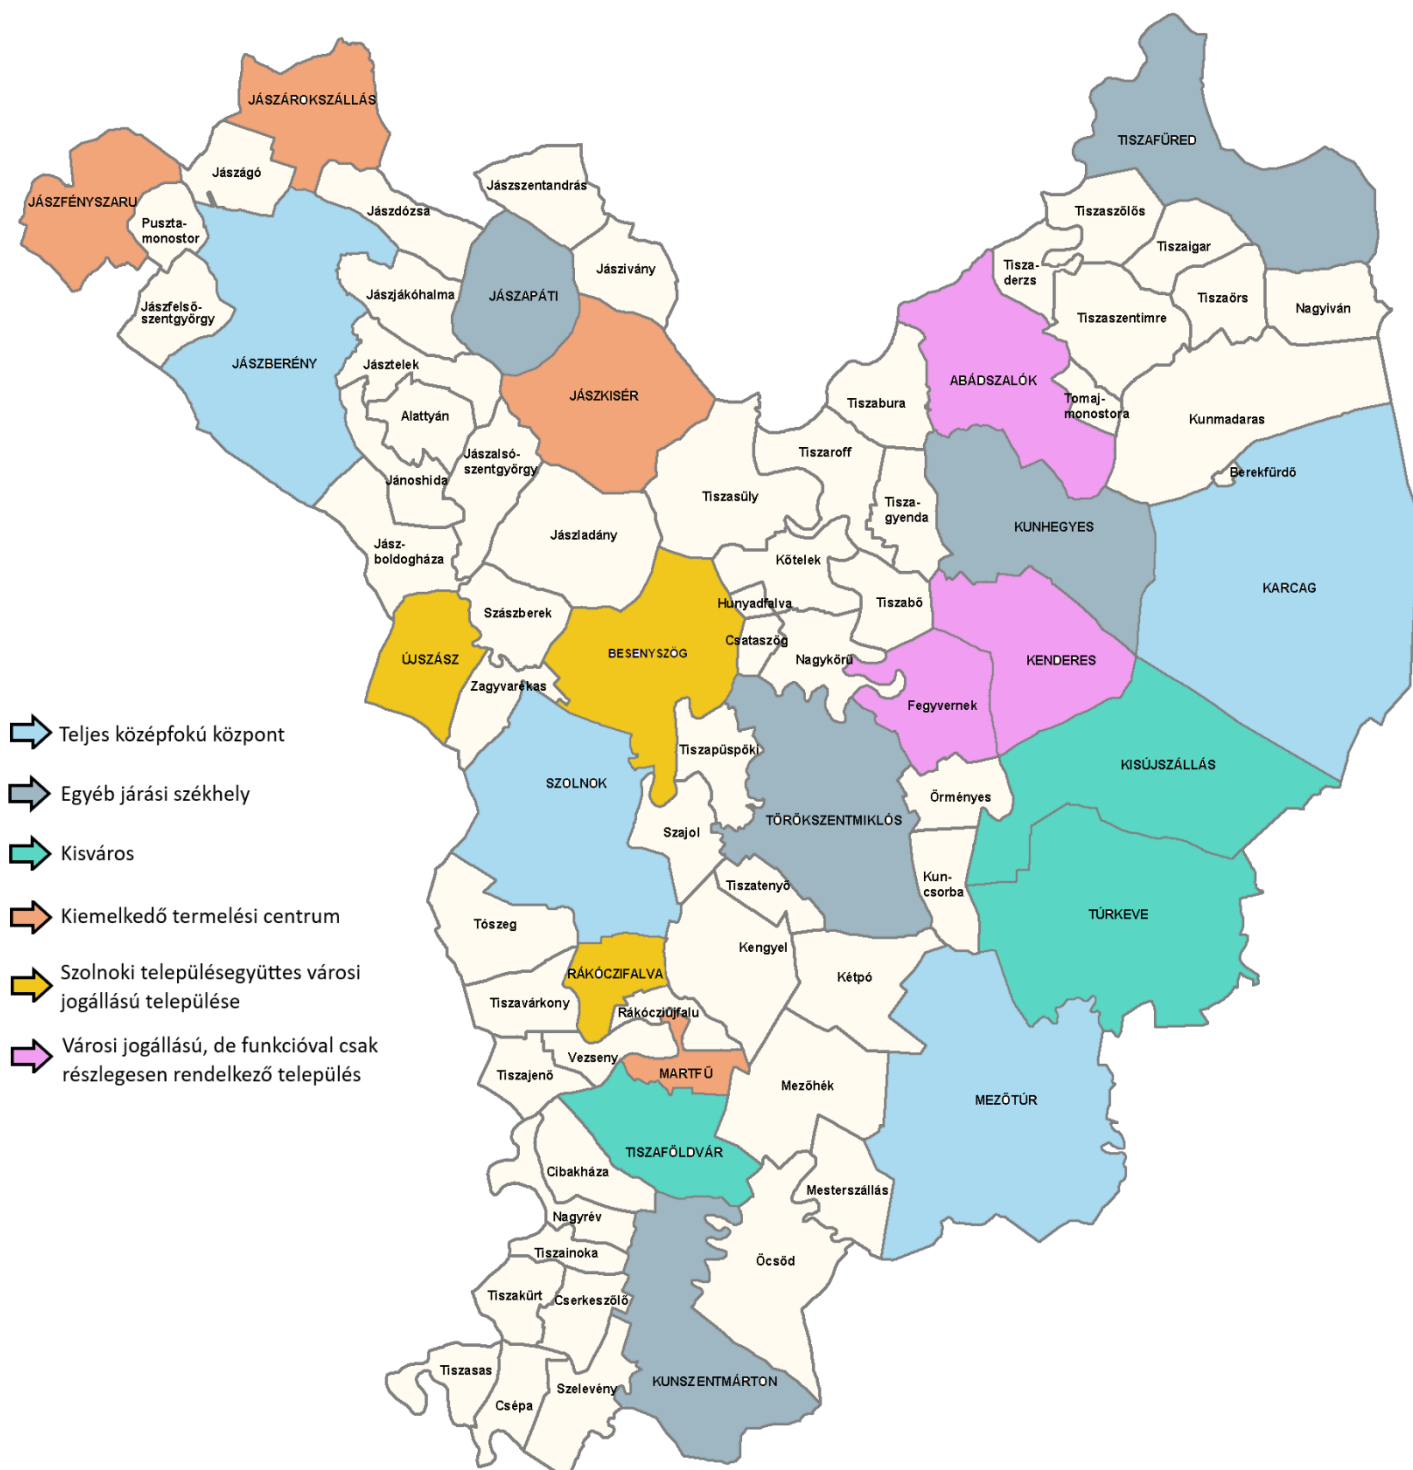 JÁSZÁROKSZÁLLÁS
TISZAFÜRED
Jászágó
Jászszentandrás
JÁSZFÉNYSZARU
Jászdózsa
Tiszaszőlős
Puszta-
monostor
Tiszaigar
Jászivány
Tisza-
derzs
Jászjákóhalma
JÁSZAPÁTI
Tiszaörs
Nagyiván
Jászfelső-
szentgyörgy
Tiszaszentimre
JÁSZBERÉNY
Jásztelek
ABÁDSZALÓK
JÁSZKISÉR
Tiszabura
Tomaj-
monostora
Alattyán
Kunmadaras
Jászalsó-
szentgyörgy
Tiszaroff
Jánoshida
Berekfürdő
Tiszasüly
Tisza-
gyenda
KUNHEGYES
Jászladány
Jász-
boldogháza
Kőtelek
KARCAG
Hunyadfalva
Tiszabő
Szászberek
Csataszög
BESENYSZÖG
ÚJSZÁSZ
Nagykörű
KENDERES
Zagyvarékas
Fegyvernek
Teljes középfokú központ
Tiszapüspöki
KISÚJSZÁLLÁS
SZOLNOK
Egyéb járási székhely
Örményes
TÖRÖKSZENTMIKLÓS
Szajol
Kisváros
Kun-
csorba
Tiszatenyő
Kiemelkedő termelési centrum
TÚRKEVE
Tószeg
Kengyel
Kétpó
Szolnoki településegyüttes városi
jogállású települése
RÁKÓCZIFALVA
Tiszavárkony
Rákócziújfalu
Városi jogállású, de funkcióval csak
részlegesen rendelkező település
Vezseny
Tiszajenő
MARTFŰ
Mezőhék
MEZŐTÚR
TISZAFÖLDVÁR
Cibakháza
Mesterszállás
Nagyrév
Tiszainoka
Öcsöd
Tiszakürt
Cserkeszőlő
Tiszasas
KUNSZENTMÁRTON
Szelevény
Csépa